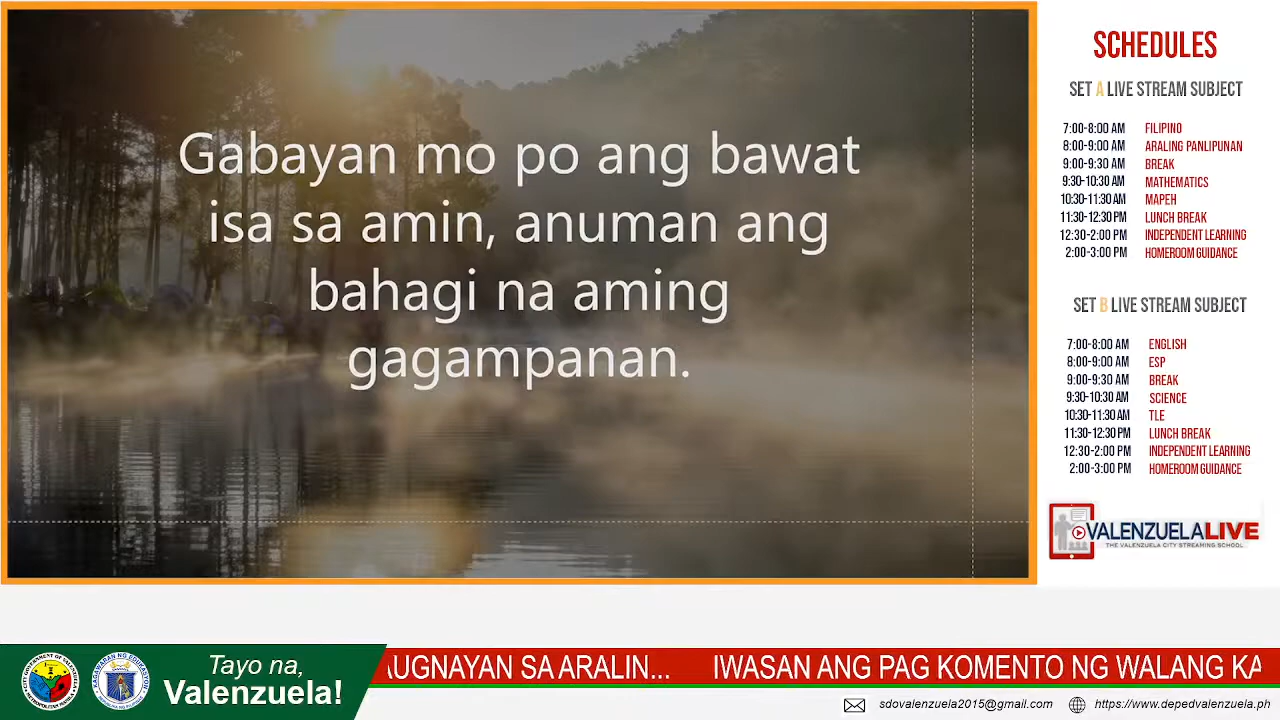 Gabayan mo po ang bawat
isa sa amin, anuman ang
bahagi na aming
gagampanan.
SCHEDULES
SET A LIVE STREAM SUBJECT
7:00-8:00 AM FILIPINO
8:00-9:00 AM ARALING PANLIPUNAN
9:00-9:30 AM BREAK
9:30-10:30 AM MATHEMATICS
10:30-11:30 AM MAPEH
11:30-12:30 PM LUNCH BREAK
12:30-2:00 PM INDEPENDENT LEARNING
2:00-3:00 PM HOMEROOM GUIDANCE
SET B LIVE STREAM SUBJECT
7:00-8:00 AM ENGLISH
8:00-9:00 AM ESP
9:00-9:30 AM BREAK
9:30-10:30 AM SCIENCE
10:30-11:30 AM TLE
11:30-12:30 PM LUNCH BREAK
12:30-2:00 PM INDEPENDENT LEARNING
2:00-3:00 PM HOMEROOM GUIDANCE
VALENZUELALIVE
THE VALENZUELA CITY STREAMING SCHOOL
Tayo na,
Valenzuela!
AUGNAYAN SA ARALIN... IWASAN ANG PAG KOMENTO NG WALANG KA
sdovalenzuela2015@gmail.com https://www.depedvalenzuela.ph